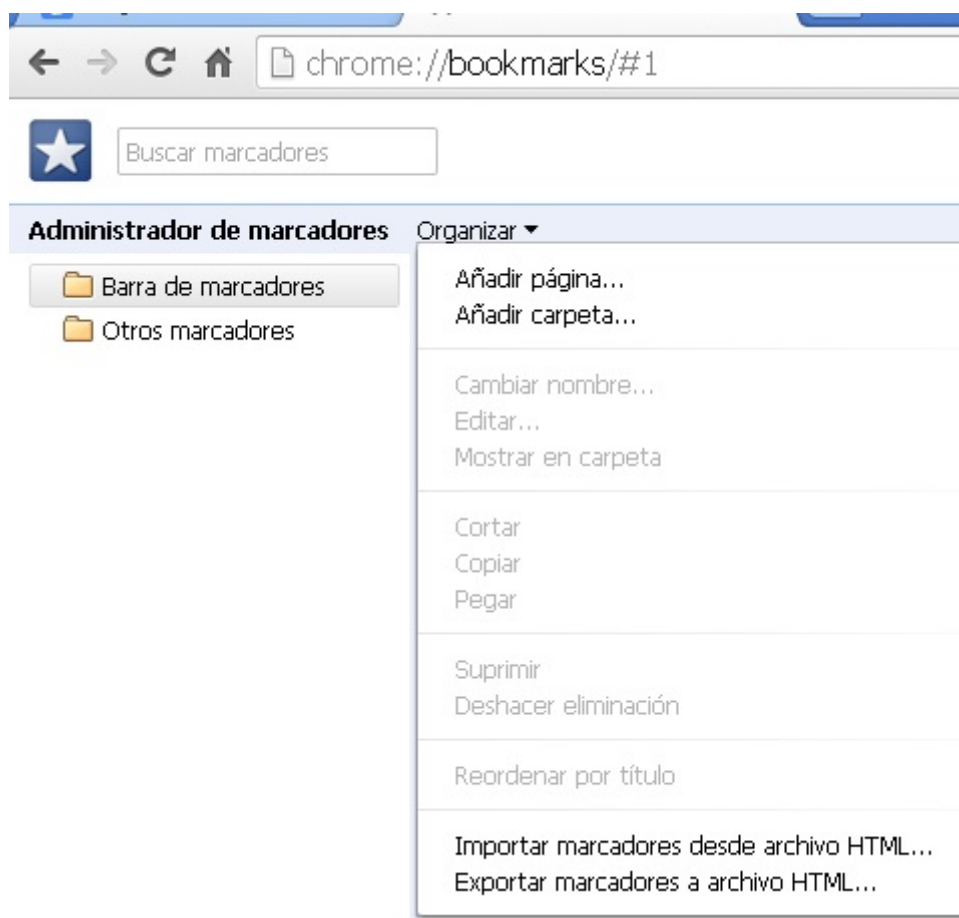 chrome://bookmarks/#1
Buscar marcadores
Administrador de marcadores Organizar
Barra de marcadores
Otros marcadores
Añadir página...
Añadir carpeta...
Cambiar nombre...
Editar...
Mostrar en carpeta
Cortar
Copiar
Pegar
Suprimir
Deshacer eliminación
Reordenar por título
Importar marcadores desde archivo HTML...
Exportar marcadores a archivo HTML...